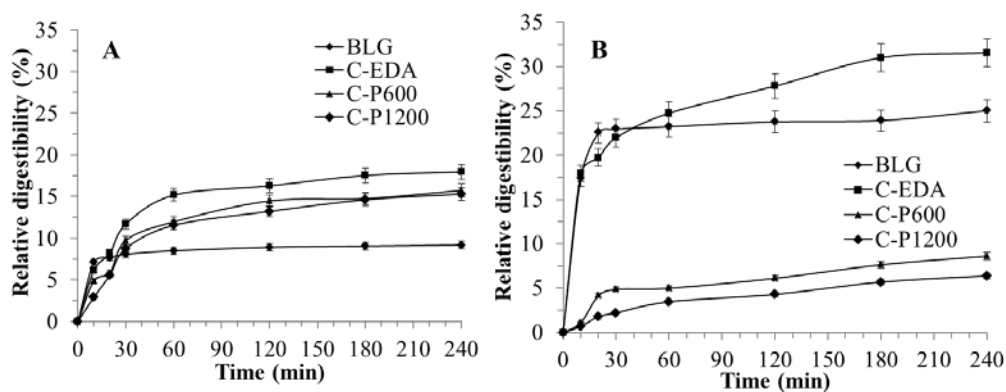 A
Relative digestibility (%)
35
30
25
20
15
10
5
0
BLG
C-EDA
C-P600
C-P1200
0 30 60 90 120 150 180 210 240
Time (min)
B
Relative digestibility (%)
35
30
25
20
15
10
5
0
BLG
C-EDA
C-P600
C-P1200
0 30 60 90 120 150 180 210 240
Time (min)